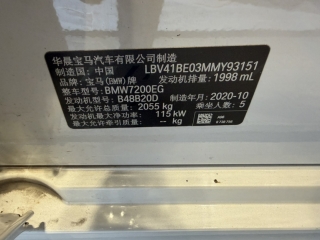 华晨宝马汽车有限公司制造
制造国：中国 LBV41BE03MMY93151
品牌：宝马(BMW)牌 发动机排量：1998 mL
整车型号：BMW7200EG
发动机型号：B48B20D 制造年月：2020-10
最大允许总质量：2055 kg 乘坐人数：5
发动机最大净功率：115 kW
最大允许牵引质量：-- kg